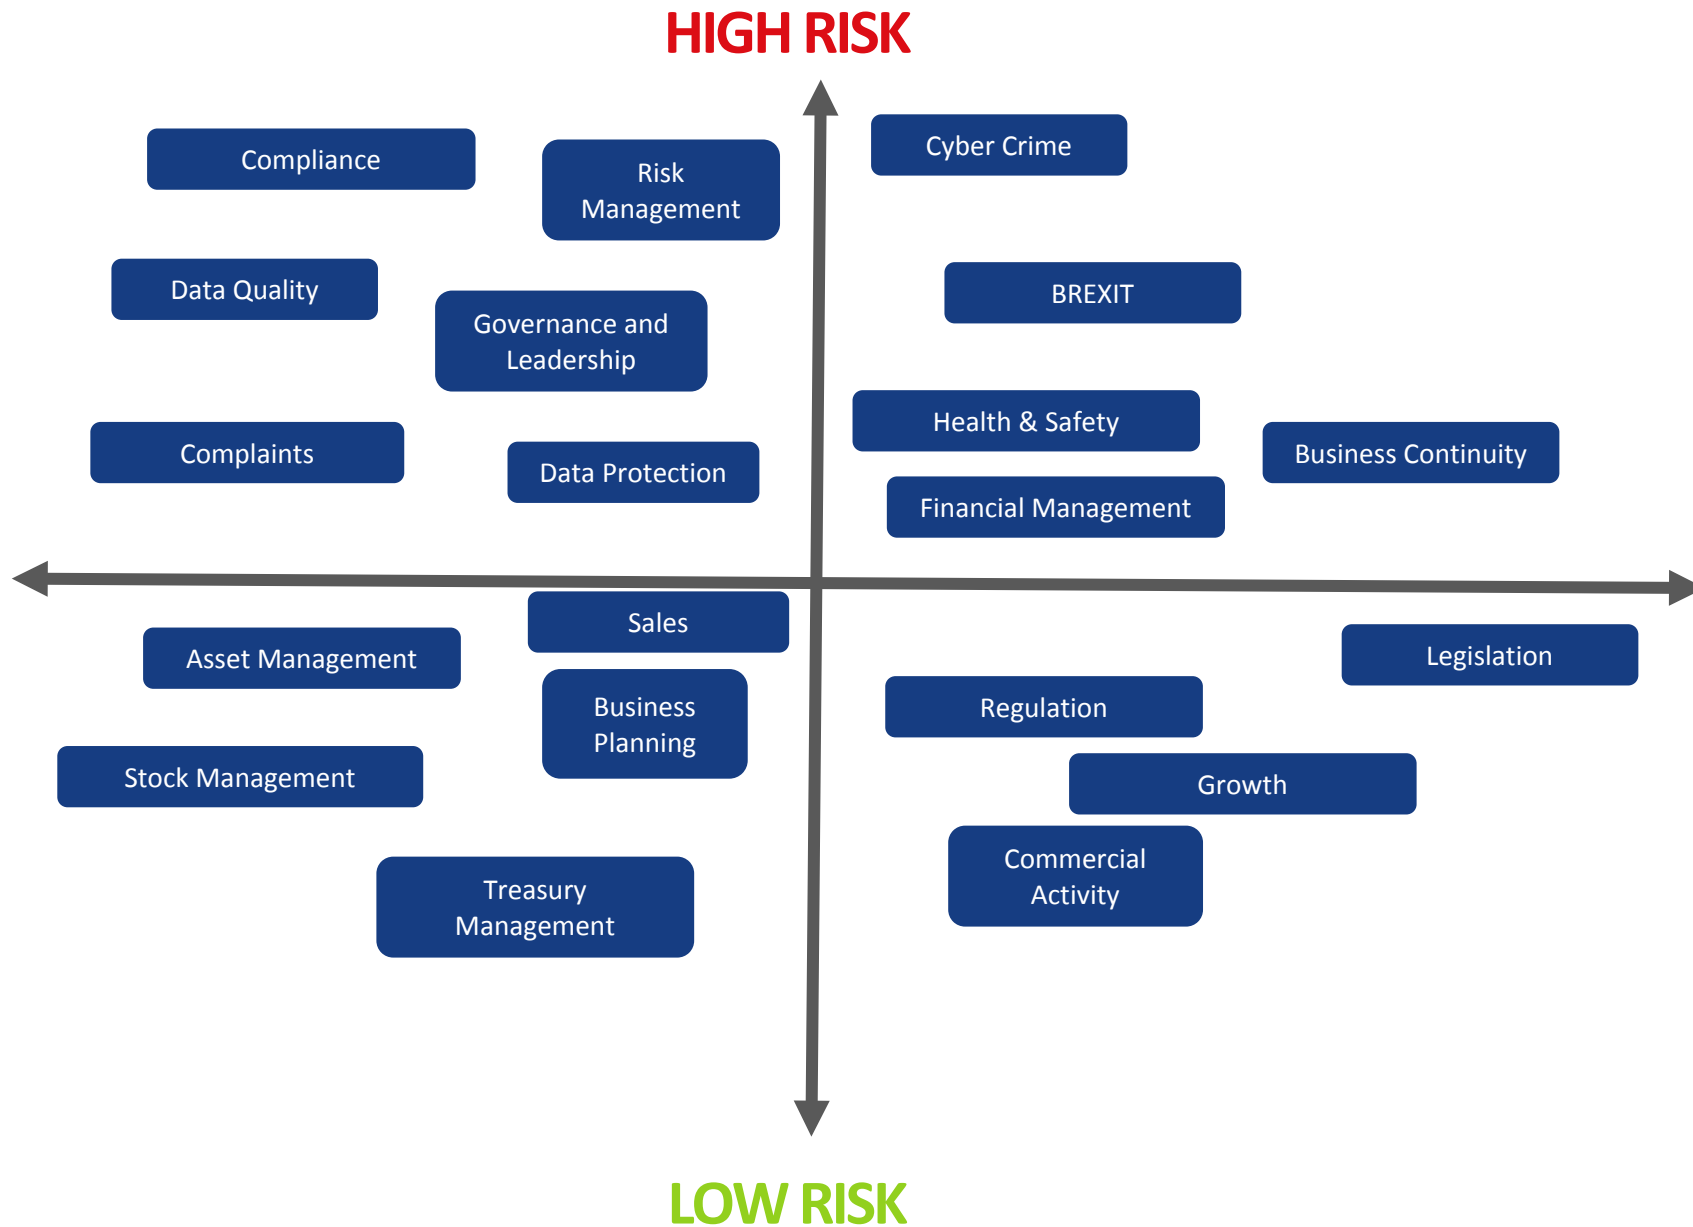 HIGH RISK
Compliance
Risk
Management
Cyber Crime
Data Quality
Governance and
Leadership
BREXIT
Complaints
Data Protection
Health & Safety
Business Continuity
Financial Management
Sales
Asset Management
Business
Planning
Stock Management
Treasury
Management
Legislation
Regulation
Growth
Commercial
Activity
LOW RISK